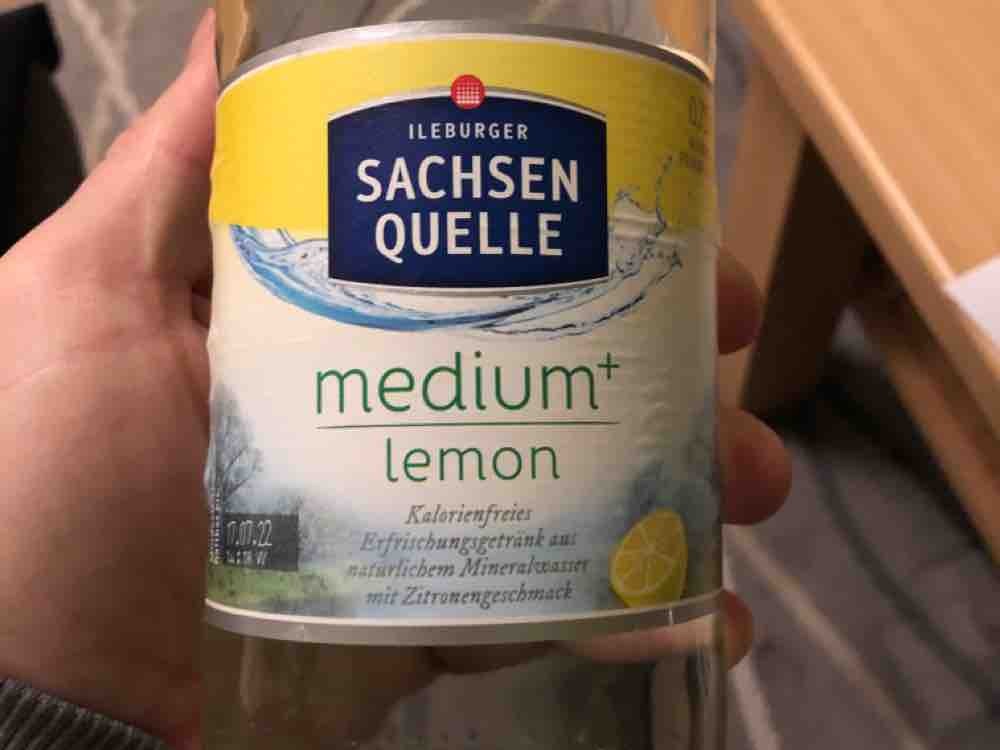 ILEBURGER
SACHSEN
QUELLE
medium+
lemon
Kalorienfreies
Erfrischungsgetränk aus
natürlichem Mineralwasser
mit Zitronengeschmack
17.07.22